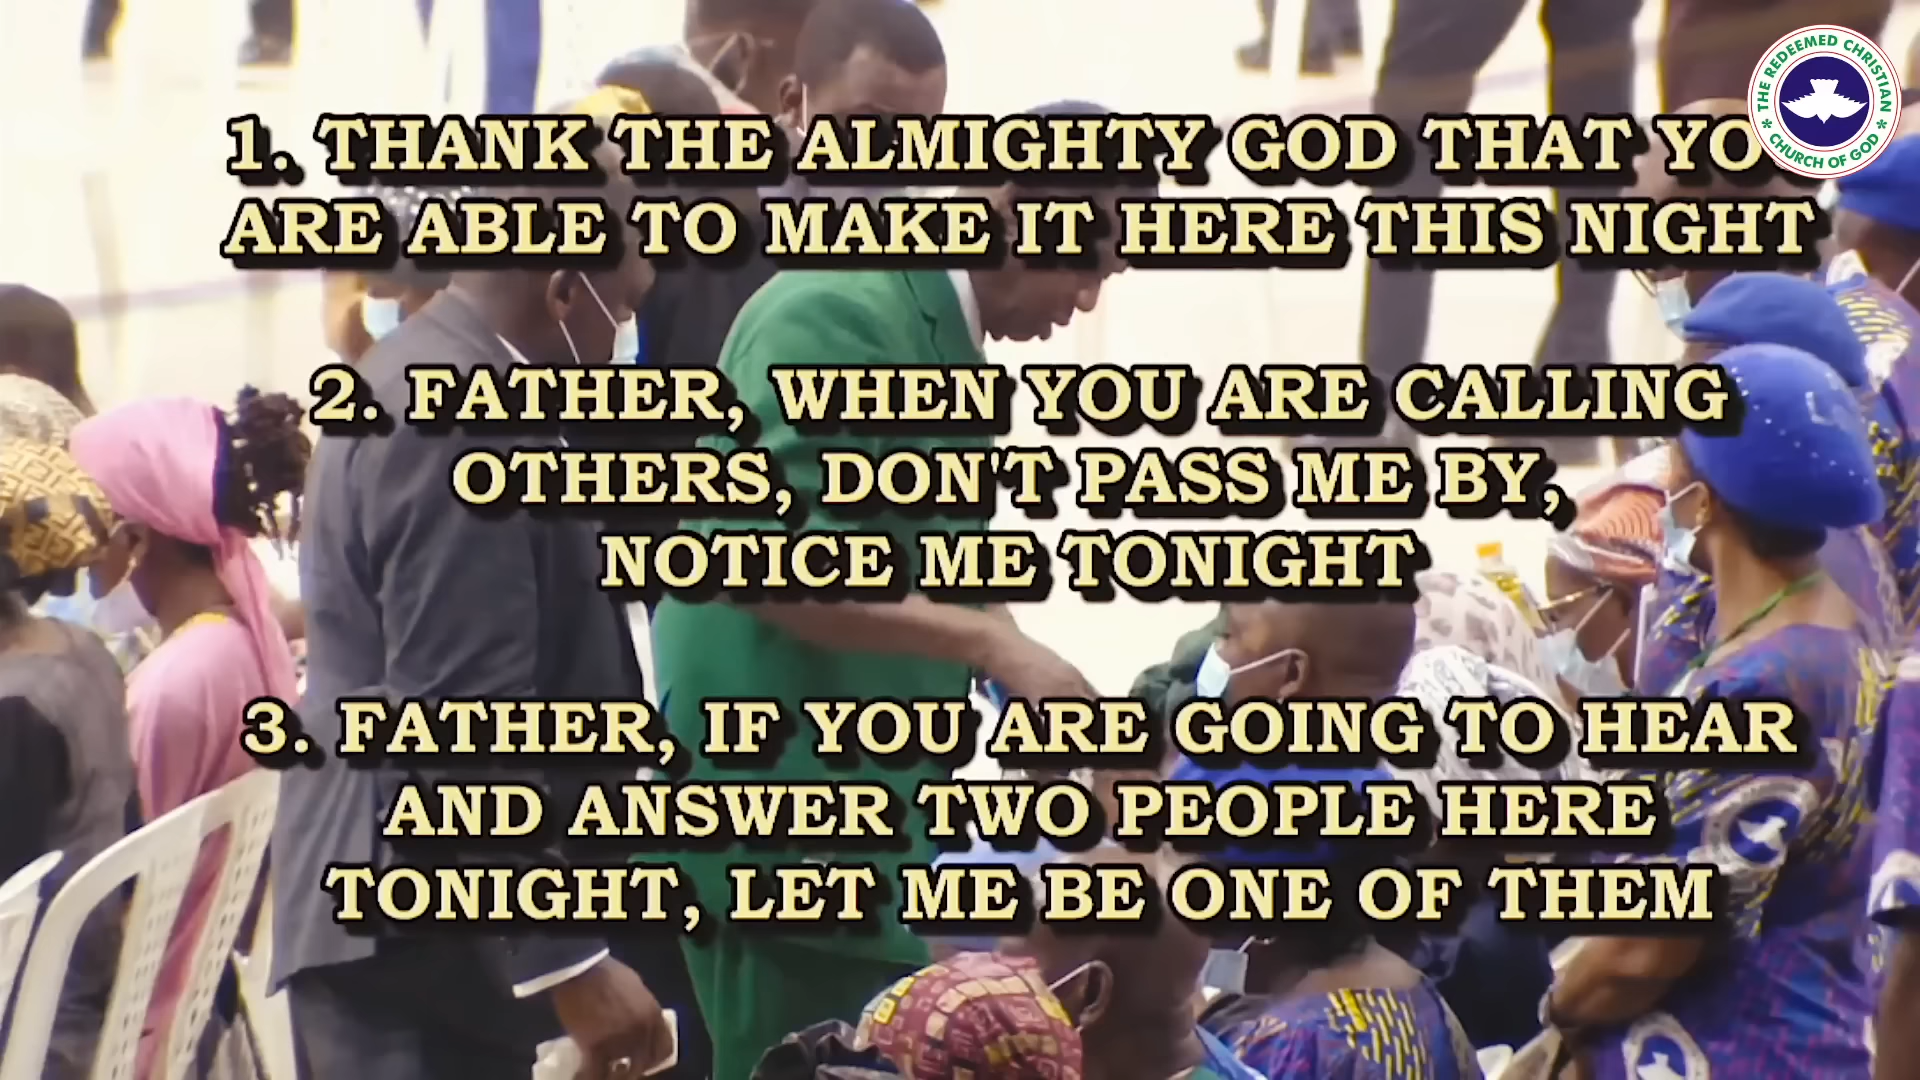 THE REDEEMED CHRISTIAN
* CHURCH OF GOD *
1. THANK THE ALMIGHTY GOD THAT YO
ARE ABLE TO MAKE IT HERE THIS NIGHT
2. FATHER, WHEN YOU ARE CALLING
OTHERS, DON'T PASS ME BY,
NOTICE ME TONIGHT
3. FATHER, IF YOU ARE GOING TO HEAR
AND ANSWER TWO PEOPLE HERE
TONIGHT, LET ME BE ONE OF THEM